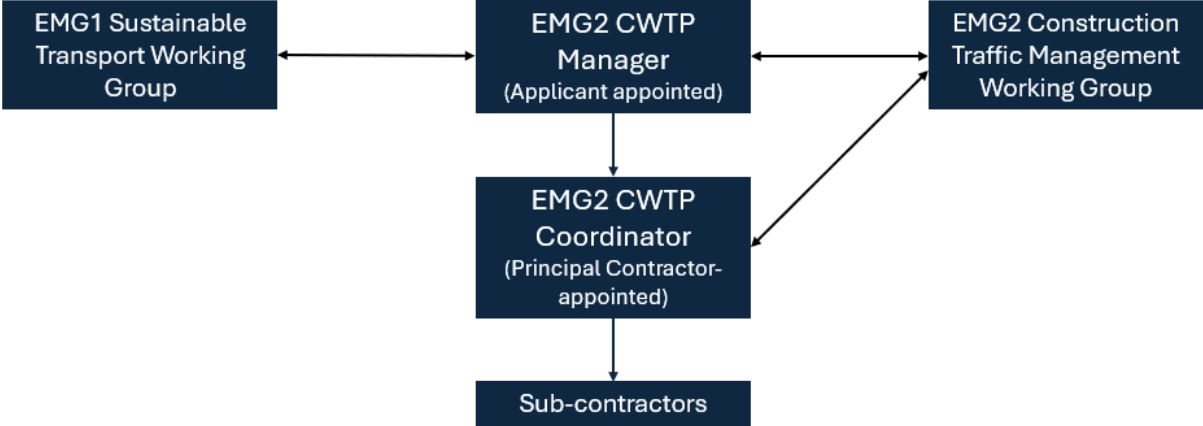 EMG1 Sustainable
Transport Working
Group
EMG2 CWTP
Manager
(Applicant appointed)
EMG2 Construction
Traffic Management
Working Group
EMG2 CWTP
Coordinator
(Principal Contractor-
appointed)
Sub-contractors